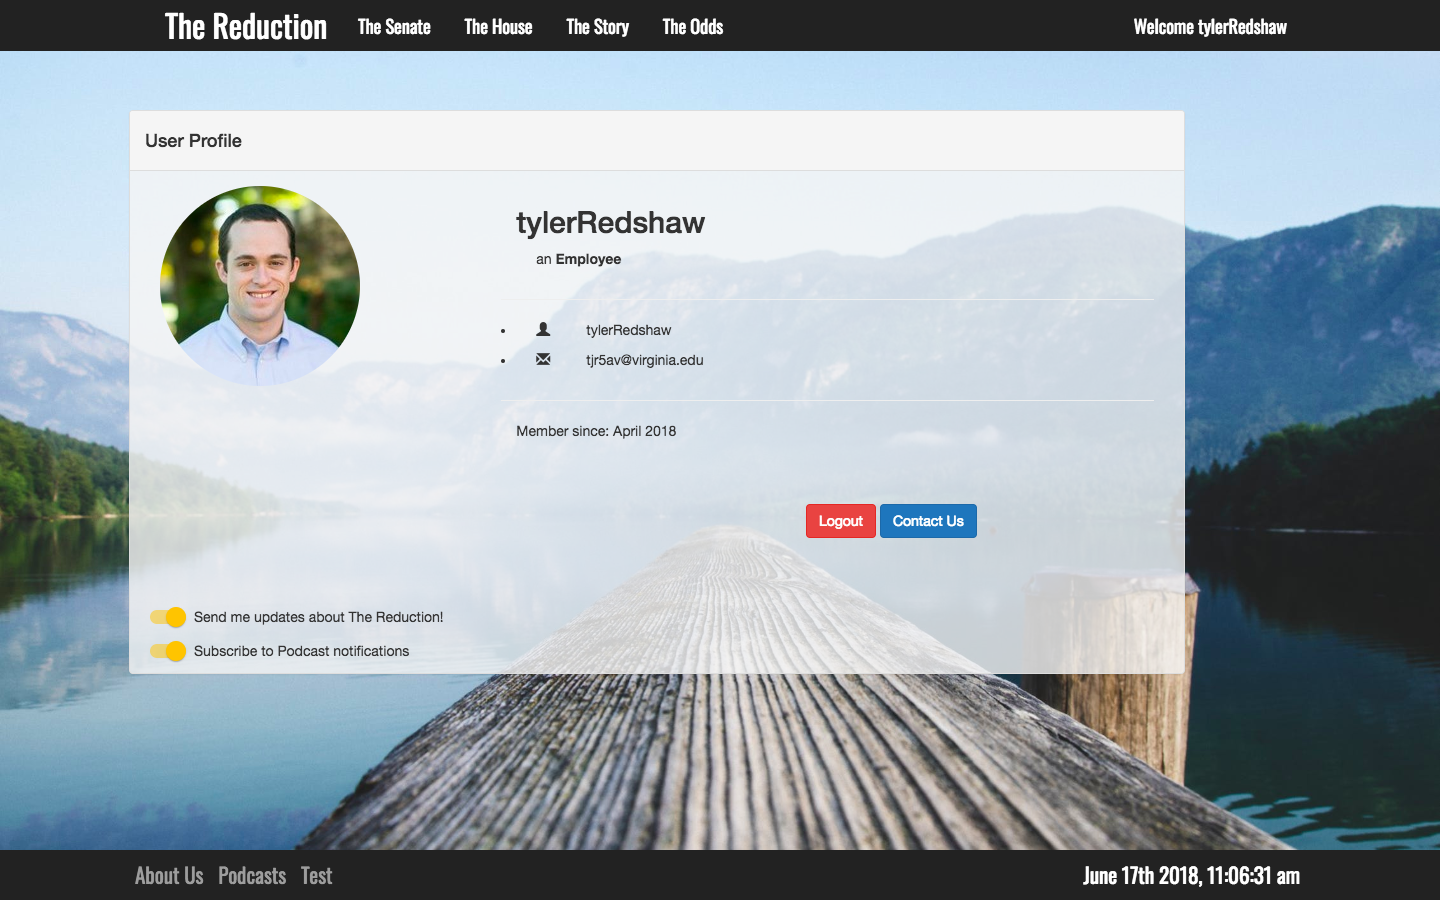 The Reduction The Senate The House The Story The Odds Welcome tylerRedshaw
User Profile
tylerRedshaw
an Employee
tylerRedshaw
tjr5av@virginia.edu
Member since: April 2018
Logout Contact Us
Send me updates about The Reduction!
Subscribe to Podcast notifications
About Us Podcasts Test June 17th 2018, 11:06:31 am